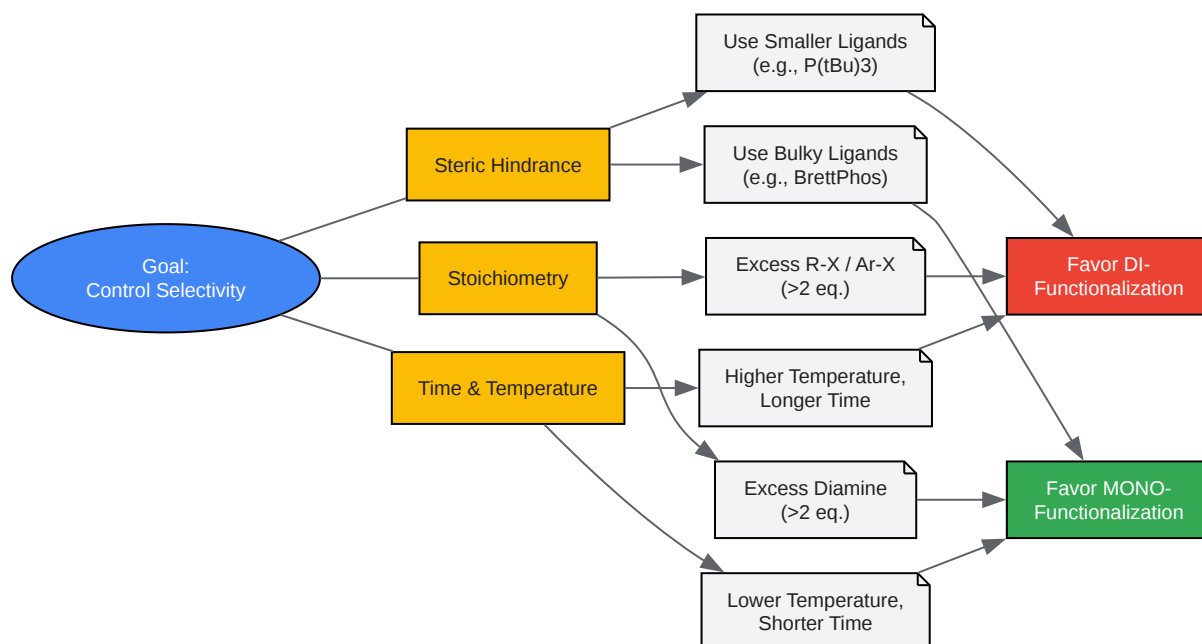 Goal:
Control Selectivity
Steric Hindrance
Stoichiometry
Time & Temperature
Use Smaller Ligands
(e.g., P(tBu)3)
Use Bulky Ligands
(e.g., BrettPhos)
Excess R-X / Ar-X
(>2 eq.)
Higher Temperature,
Longer Time
Excess Diamine
(>2 eq.)
Lower Temperature,
Shorter Time
Favor DI-
Functionalization
Favor MONO-
Functionalization